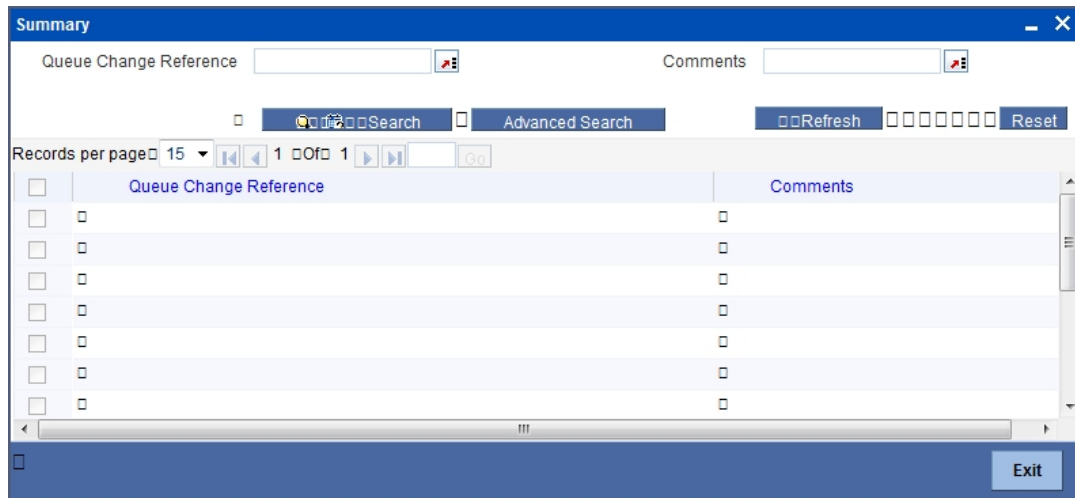 Summary
Queue Change Reference Comments
Search Advanced Search Refresh Reset
Records per page 15 1 Of 1 Go
Queue Change Reference Comments
Exit